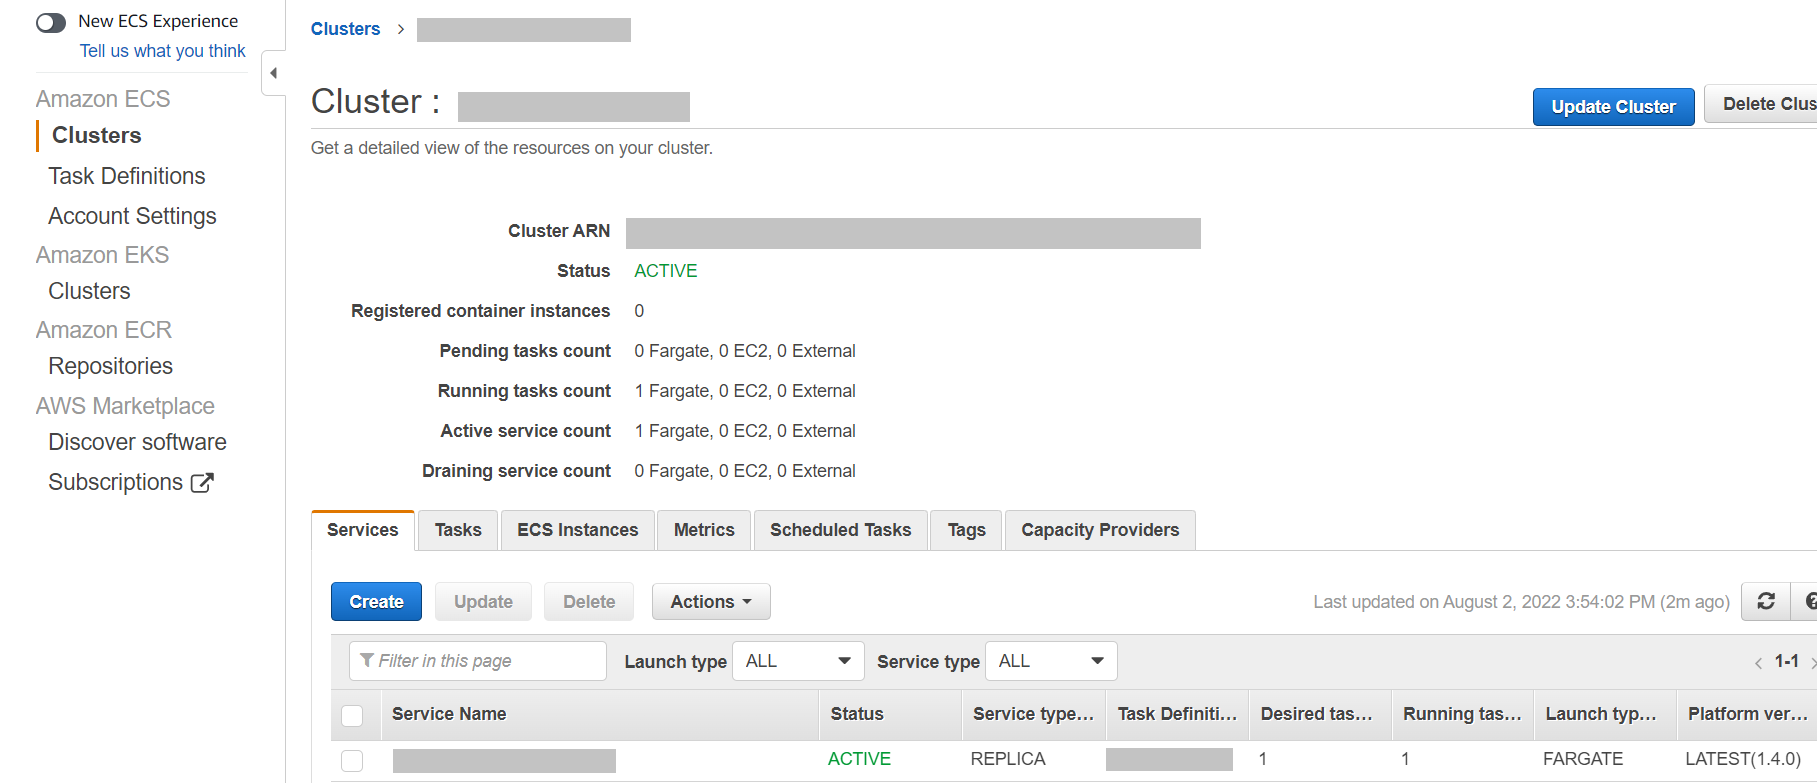 New ECS Experience
Tell us what you think
Amazon ECS
Clusters
Task Definitions
Account Settings
Amazon EKS
Clusters
Amazon ECR
Repositories
AWS Marketplace
Discover software
Subscriptions
Clusters >
Cluster :
Update Cluster
Delete Clus
Get a detailed view of the resources on your cluster.
Cluster ARN
Status ACTIVE
Registered container instances 0
Pending tasks count 0 Fargate, 0 EC2, 0 External
Running tasks count 1 Fargate, 0 EC2, 0 External
Active service count 1 Fargate, 0 EC2, 0 External
Draining service count 0 Fargate, 0 EC2, 0 External
Services Tasks ECS Instances Metrics Scheduled Tasks Tags Capacity Providers
Create Update Delete Actions Last updated on August 2, 2022 3:54:02 PM (2m ago)
Filter in this page Launch type ALL Service type ALL < 1-1 >
Service Name Status Service type... Task Definiti... Desired tas... Running tas... Launch typ... Platform ver...
ACTIVE REPLICA 1 1 FARGATE LATEST(1.4.0)